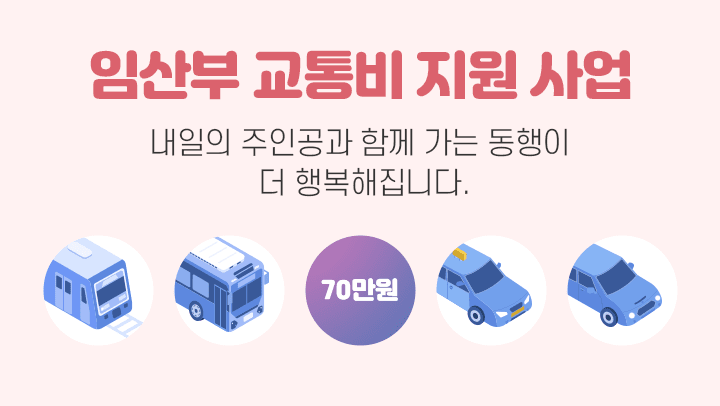 임산부 교통비 지원 사업
내일의 주인공과 함께 가는 동행이
더 행복해집니다.
70만원